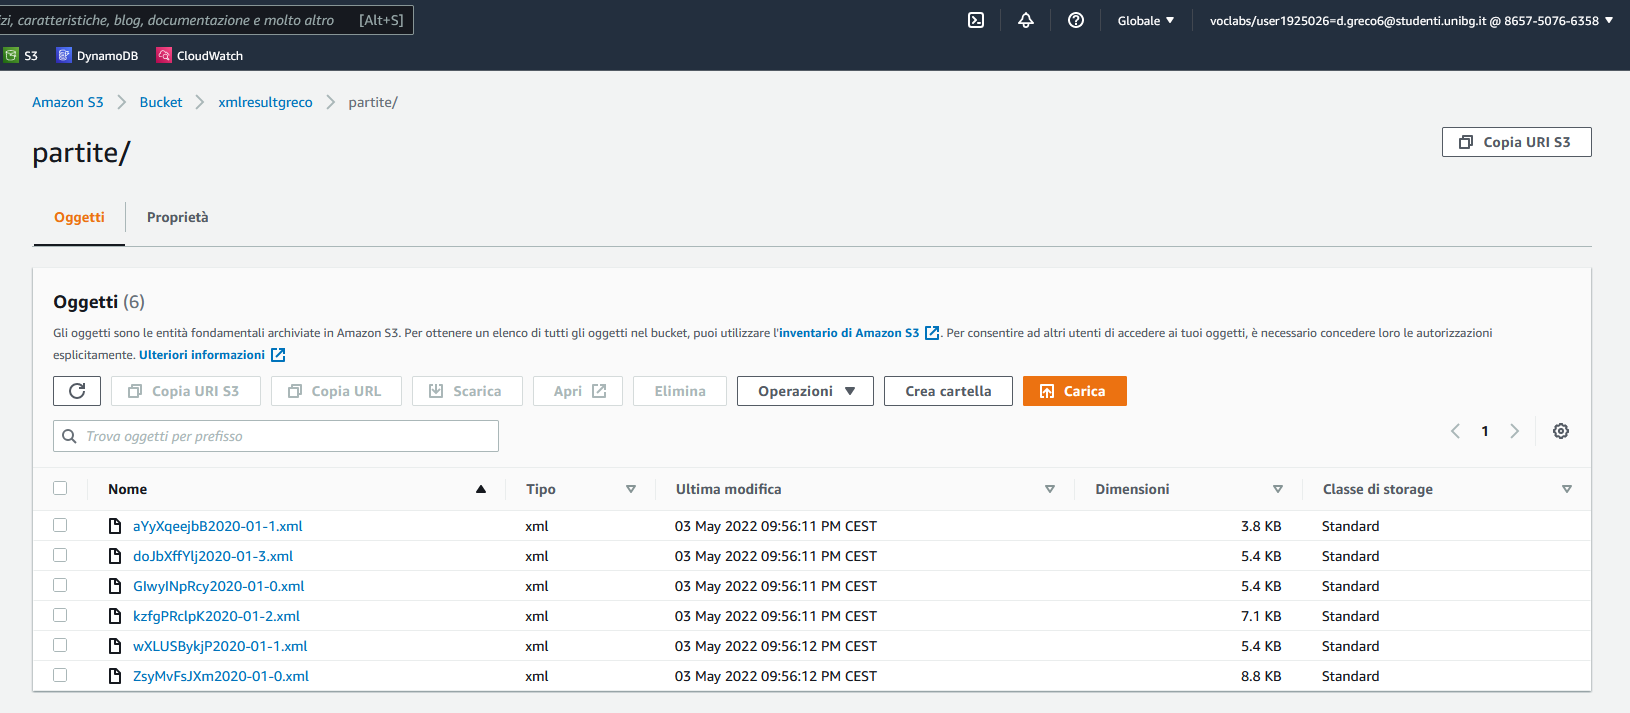 zi, caratteristiche, blog, documentazione e molto altro [Alt+S] Globale voclabs/user1925026=d.greco6@studenti.unibg.it @ 8657-5076-6358
S3 DynamoDB CloudWatch
Amazon S3 Bucket xmlresultgreco partite/
partite/
Copia URI S3
Oggetti Proprietà
Oggetti (6)
Gli oggetti sono le entità fondamentali archiviate in Amazon S3. Per ottenere un elenco di tutti gli oggetti nel bucket, puoi utilizzare l'inventario di Amazon S3 . Per consentire ad altri utenti di accedere ai tuoi oggetti, è necessario concedere loro le autorizzazioni
esplicitamente. Ulteriori informazioni
Copia URI S3 Copia URL Scarica Apri Elimina Operazioni Crea cartella Carica
Trova oggetti per prefisso 1
Nome Tipo Ultima modifica Dimensioni Classe di storage
aYyXqeejbB2020-01-1.xml xml 03 May 2022 09:56:11 PM CEST 3.8 KB Standard
doJbXffYlj2020-01-3.xml xml 03 May 2022 09:56:11 PM CEST 5.4 KB Standard
GIwyINpRcy2020-01-0.xml xml 03 May 2022 09:56:11 PM CEST 5.4 KB Standard
kzfgPRclpK2020-01-2.xml xml 03 May 2022 09:56:11 PM CEST 7.1 KB Standard
wXLUSBykjP2020-01-1.xml xml 03 May 2022 09:56:12 PM CEST 5.4 KB Standard
ZsyMvFsJXm2020-01-0.xml xml 03 May 2022 09:56:12 PM CEST 8.8 KB Standard